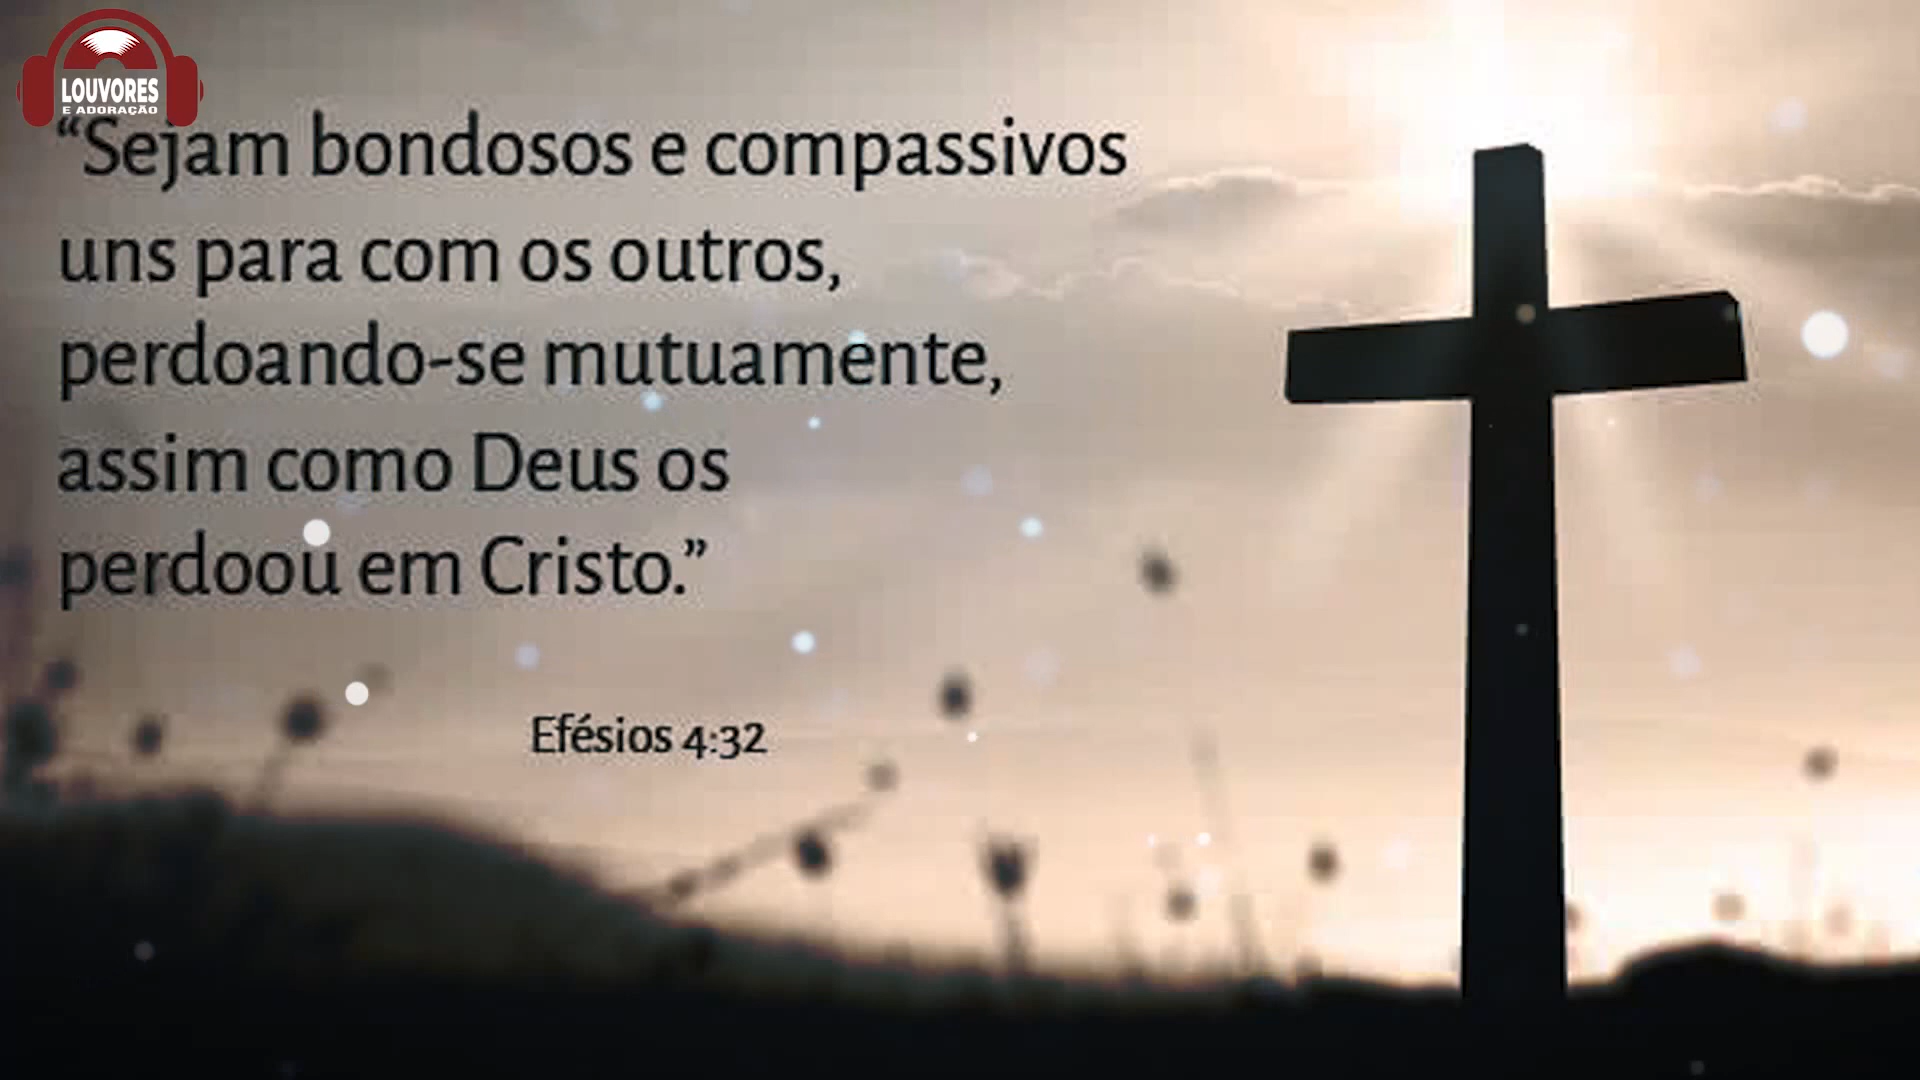 LOUVORES
E ADORAÇÃO
“Sejam bondosos e compassivos
uns para com os outros,
perdoando-se mutuamente,
assim como Deus os
perdoou em Cristo.”
Efésios 4:32